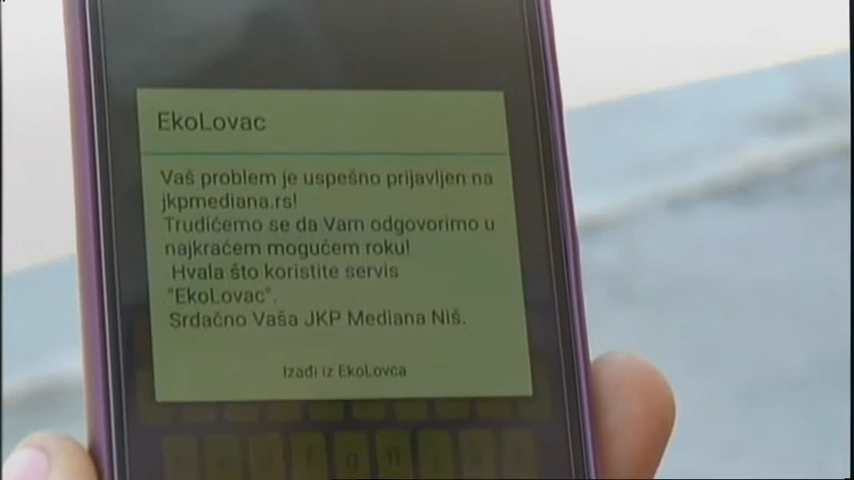 EkoLovac
Vaš problem je uspešno prijavljen na
jkpmediana.rs!
Trudićemo se da Vam odgovorimo u
najkraćem mogućem roku!
Hvala što koristite servis
"EkoLovac".
Srdačno Vaša JKP Mediana Niš.
Izađi iz EkoLovca